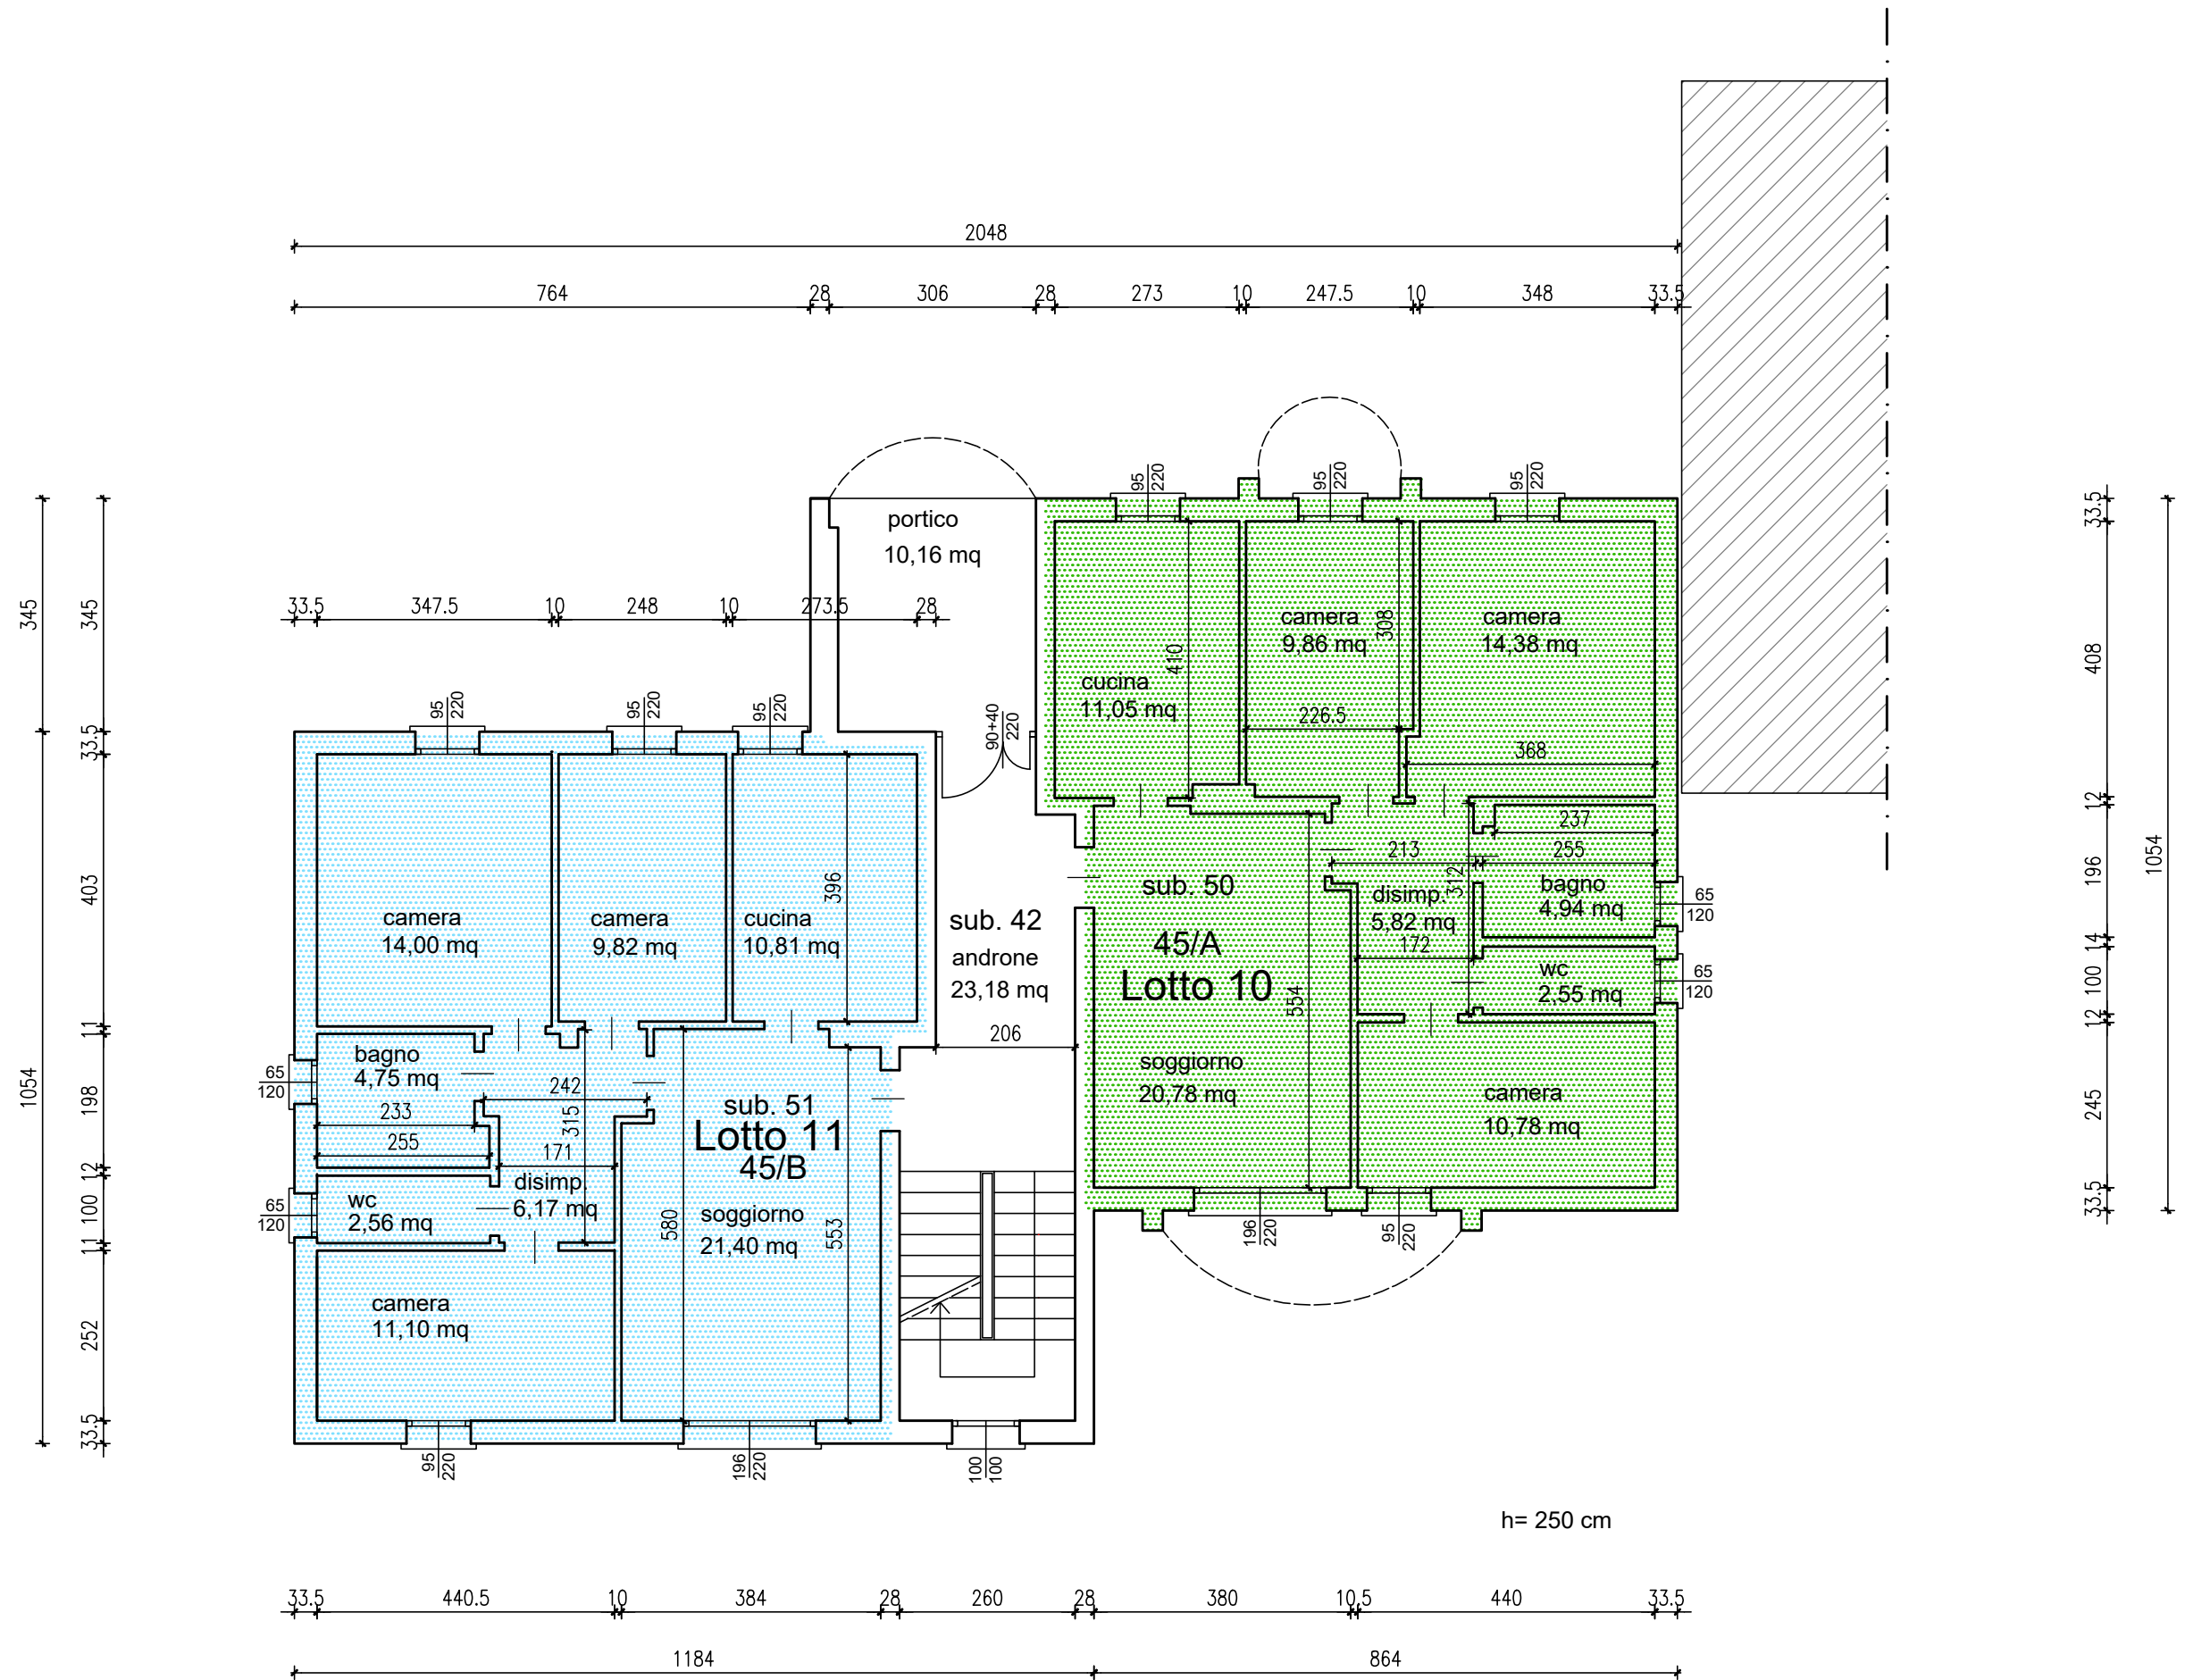 2048
764 28 306 28 273 10 247.5 10 348 33.5
95 220
95 220
95 220
portico
10,16 mq
33.5 347.5 10 248 10 273.5 28
95 220
95 220
95 220
90+40 220
camera
9,86 mq
308
camera
14,38 mq
410
cucina
11,05 mq
226.5
368
237
213
255
312
bagno
4,94 mq
65
120
disimp.
5,82 mq
172
wc
2,55 mq
65
120
sub. 50
45/A
Lotto 10
554
soggiorno
20,78 mq
camera
10,78 mq
196 220
95 220
camera
14,00 mq
camera
9,82 mq
cucina
10,81 mq
396
sub. 42
androne
23,18 mq
206
bagno
4,75 mq
65
120
233
255
242
315
171
disimp.
6,17 mq
wc
2,56 mq
65
120
sub. 51
Lotto 11
45/B
580
soggiorno
21,40 mq
553
camera
11,10 mq
95 220
196 220
100 100
345
1054
345
33.5
403
11
198
12
100
11
252
33.5
33.5
408
12
196
14
100
12
245
33.5
1054
h= 250 cm
33.5 440.5 10 384 28 260 28 380 10.5 440 33.5
1184 864